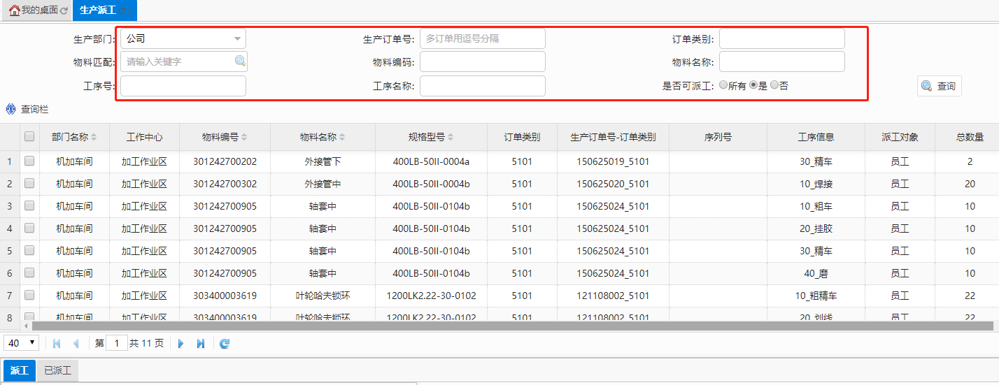 我的桌面 生产派工
生产部门: 公司 生产订单号: 多订单用逗号分隔 订单类别:
物料匹配: 请输入关键字 物料编码: 物料名称:
工序号: 工序名称: 是否可派工: 所有 是 否 查询
查询栏
部门名称 工作中心 物料编号 物料名称 规格型号 订单类别 生产订单号-订单类别 序列号 工序信息 派工对象 总数量
1 机加车间 加工作业区 301242700202 外接管下 400LB-50II-0004a 5101 150625019_5101 30_精车 员工 2
2 机加车间 加工作业区 301242700302 外接管中 400LB-50II-0004b 5101 150625020_5101 10_焊接 员工 20
3 机加车间 加工作业区 301242700905 轴套中 400LB-50II-0104b 5101 150625024_5101 10_粗车 员工 10
4 机加车间 加工作业区 301242700905 轴套中 400LB-50II-0104b 5101 150625024_5101 20_挂胶 员工 10
5 机加车间 加工作业区 301242700905 轴套中 400LB-50II-0104b 5101 150625024_5101 30_精车 员工 10
6 机加车间 加工作业区 301242700905 轴套中 400LB-50II-0104b 5101 150625024_5101 40_磨 员工 10
7 机加车间 加工作业区 303400003619 叶轮哈夫锁环 1200LK2.22-30-0102 5101 121108002_5101 10_粗精车 员工 22
8 机加车间 加工作业区 303400003619 叶轮哈夫锁环 1200LK2.22-30-0102 5101 121108002_5101 20_划线 员工 22
40 第 1 共 11 页
派工 已派工